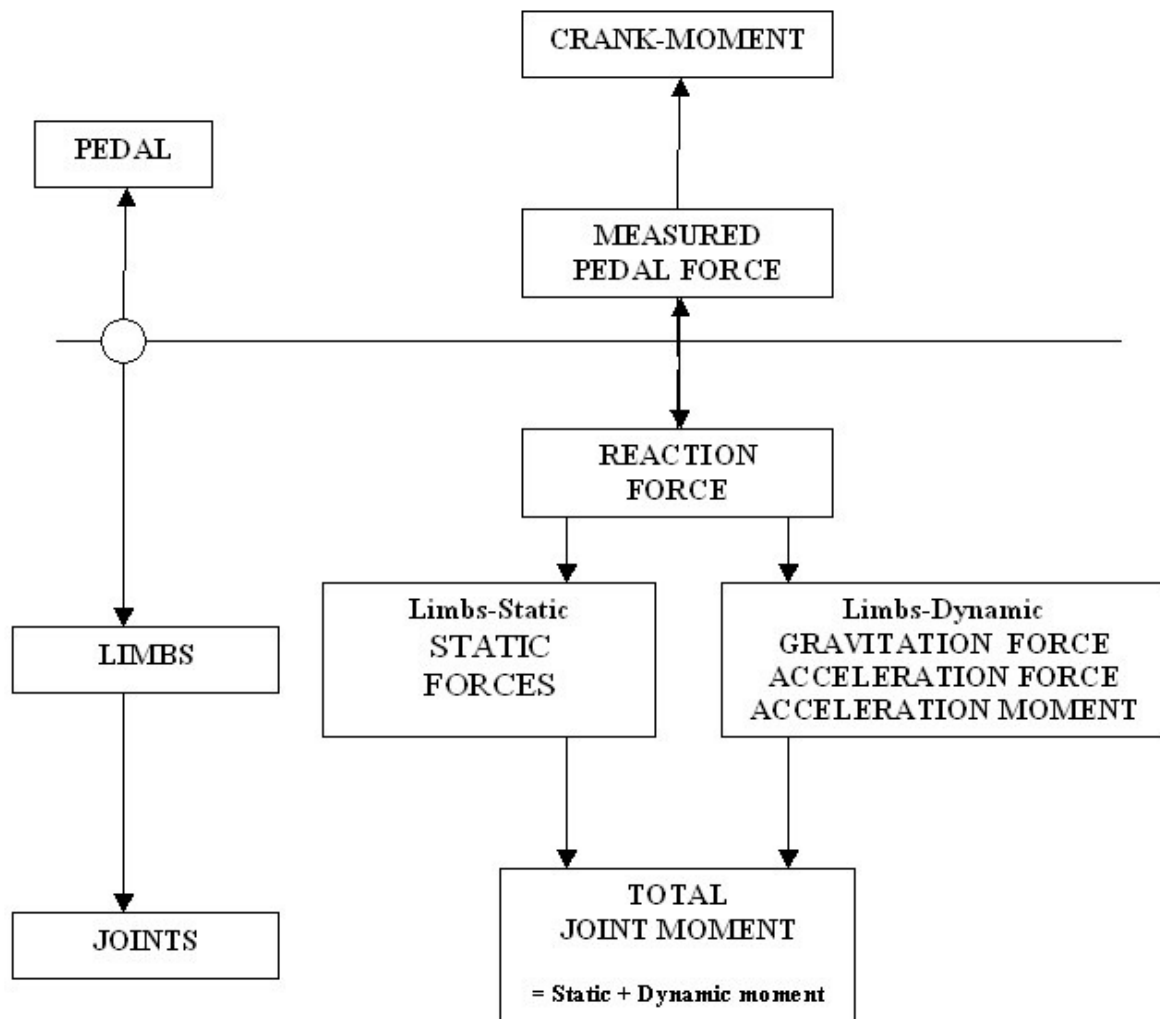 CRANK-MOMENT
PEDAL
MEASURED
PEDAL FORCE
REACTION
FORCE
Limbs-Static
STATIC
FORCES
Limbs-Dynamic
GRAVITATION FORCE
ACCELERATION FORCE
ACCELERATION MOMENT
LIMBS
TOTAL
JOINT MOMENT
= Static + Dynamic moment
JOINTS